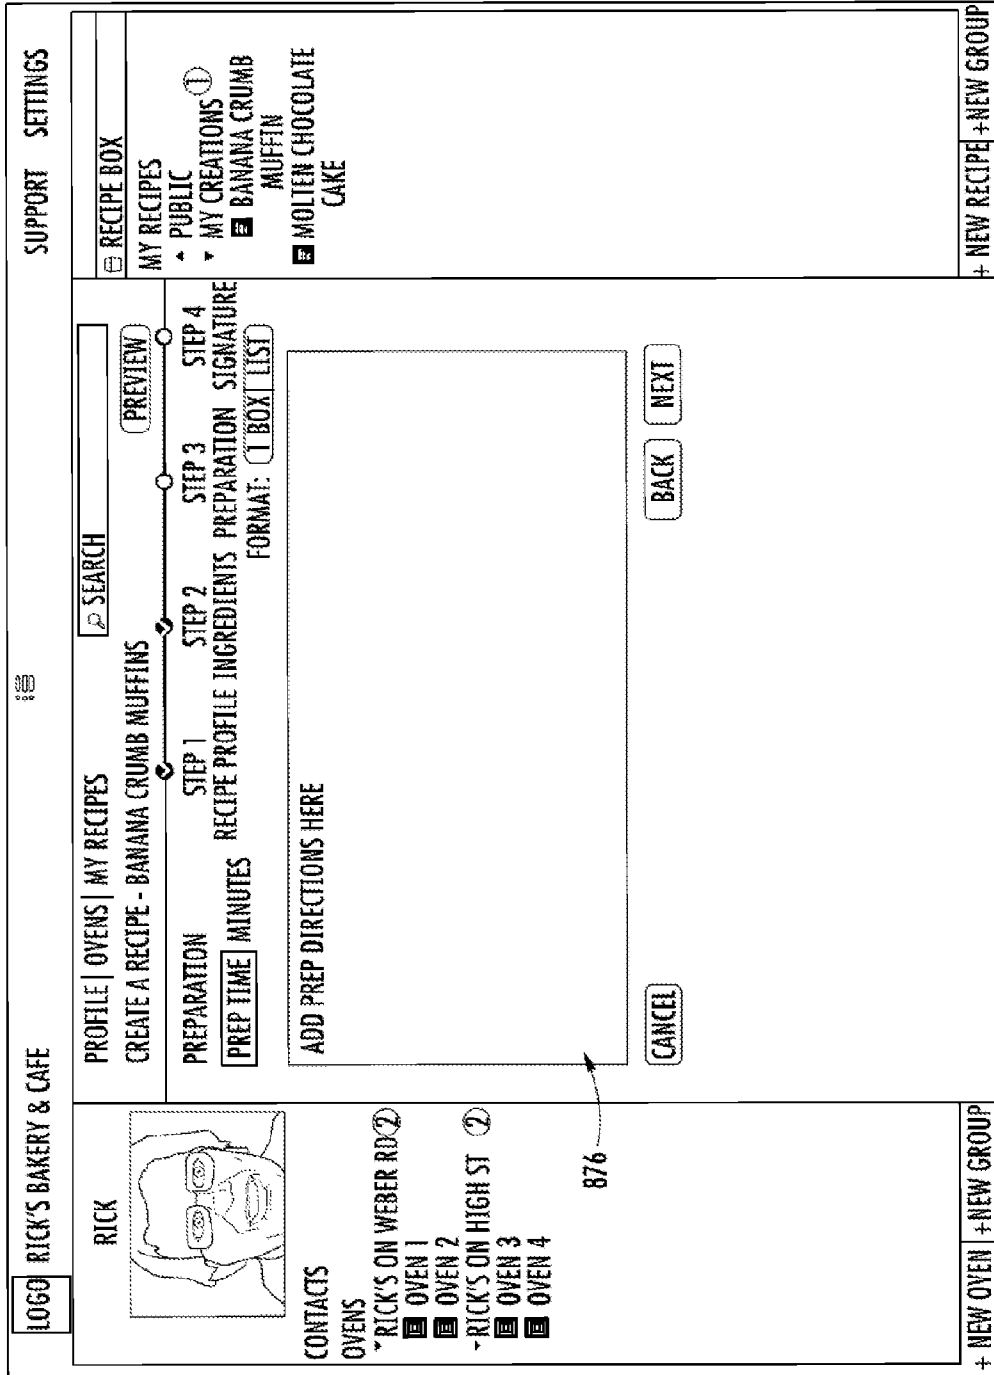 LOGO RICK'S BAKERY & CAFE
SUPPORT SETTINGS
RICK
CONTACTS
OVENS
RICK'S ON WEBER RD 2
OVEN 1
OVEN 2
RICK'S ON HIGH ST 2
OVEN 3
OVEN 4
876
+ NEW OVEN +NEW GROUP
PROFILE | OVENS | MY RECIPES
SEARCH
CREATE A RECIPE - BANANA CRUMB MUFFINS
PREVIEW
PREPARATION
STEP 1 STEP 2 STEP 3 STEP 4
RECIPE PROFILE INGREDIENTS PREPARATION SIGNATURE
PREP TIME MINUTES
FORMAT: 1 BOX | LIST
ADD PREP DIRECTIONS HERE
CANCEL
BACK
NEXT
RECIPE BOX
MY RECIPES
PUBLIC
MY CREATIONS 1
BANANA CRUMB
MUFFIN
MOLTEN CHOCOLATE
CAKE
+ NEW RECIPE +NEW GROUP